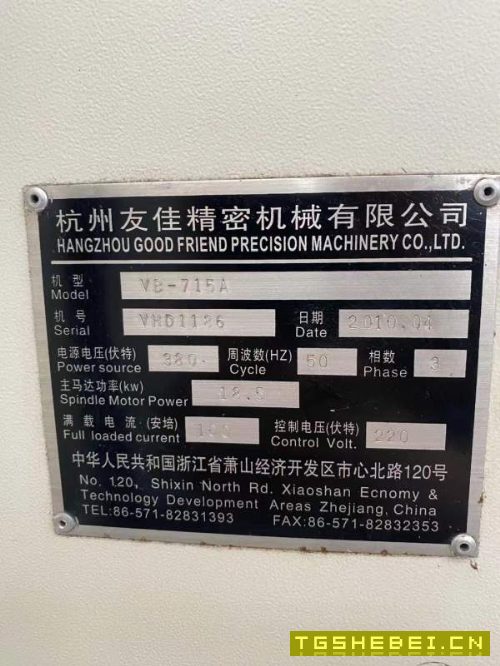 杭州友佳精密机械有限公司
HANGZHOU GOOD FRIEND PRECISION MACHINERY CO.,LTD.
机型 Model VB-715A
机号 Serial VMD1186 日期 Date 2010.04
电源电压(伏特) Power source 380 周波数(HZ) Cycle 50 相数 Phase 3
主马达功率(kw) Spindle Motor Power 18.5
满载电流(安培) Full loaded current 控制电压(伏特) Control Volt. 220
中华人民共和国浙江省萧山经济开发区市心北路120号
No. 120, Shixin North Rd. Xiaoshan Ecnomy &
Technology Development Areas Zhejiang, China
TEL:86-571-82831393 FAX:86-571-82832353
TGSHEBEI.CN